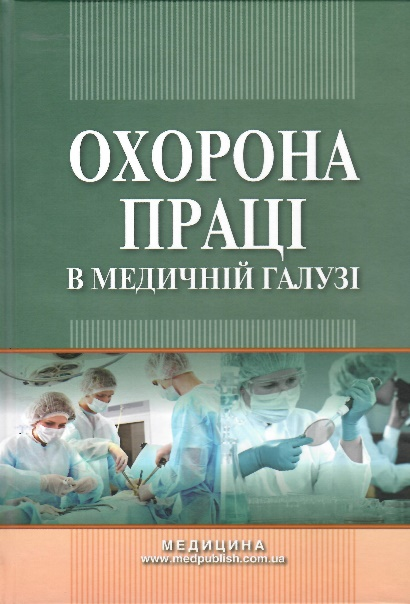 ОХОРОНА
ПРАЦІ
В МЕДИЧНІЙ ГАЛУЗІ
МЕДИЦИНА
www.medpublish.com.ua